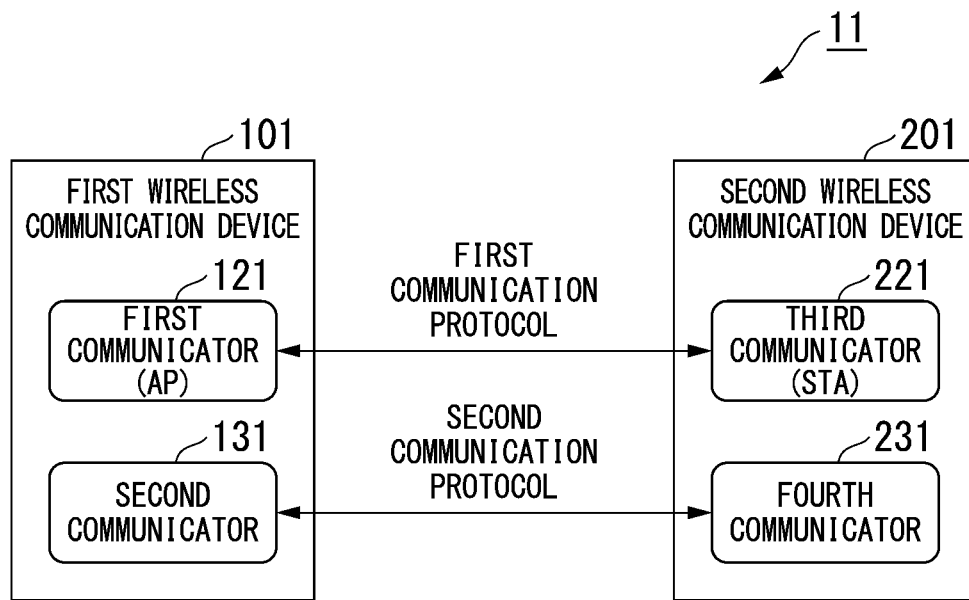 11
101
201
FIRST WIRELESS
COMMUNICATION DEVICE
SECOND WIRELESS
COMMUNICATION DEVICE
121
FIRST
COMMUNICATOR
(AP)
FIRST
COMMUNICATION
PROTOCOL
221
THIRD
COMMUNICATOR
(STA)
131
SECOND
COMMUNICATOR
SECOND
COMMUNICATION
PROTOCOL
231
FOURTH
COMMUNICATOR